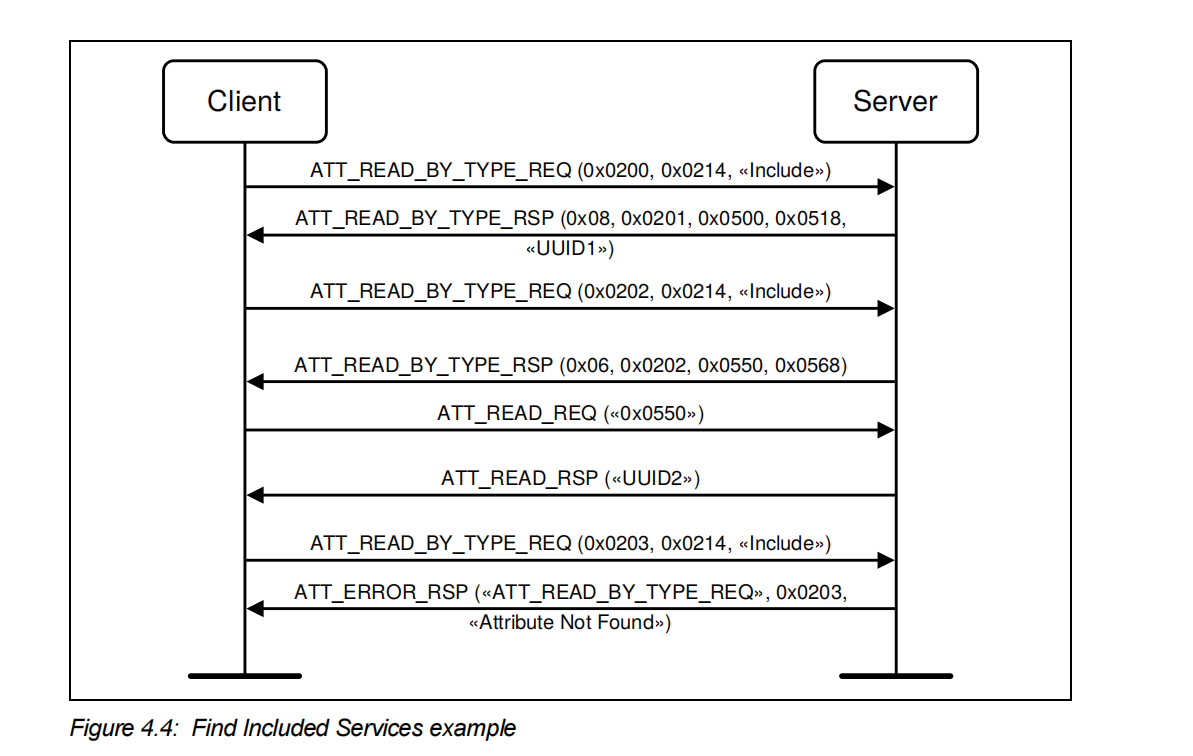 Client
Server
ATT_READ_BY_TYPE_REQ (0x0200, 0x0214, «Include»)
ATT_READ_BY_TYPE_RSP (0x08, 0x0201, 0x0500, 0x0518,
«UUID1»)
ATT_READ_BY_TYPE_REQ (0x0202, 0x0214, «Include»)
ATT_READ_BY_TYPE_RSP (0x06, 0x0202, 0x0550, 0x0568)
ATT_READ_REQ («0x0550»)
ATT_READ_RSP («UUID2»)
ATT_READ_BY_TYPE_REQ (0x0203, 0x0214, «Include»)
ATT_ERROR_RSP («ATT_READ_BY_TYPE_REQ», 0x0203,
«Attribute Not Found»)
Figure 4.4: Find Included Services example